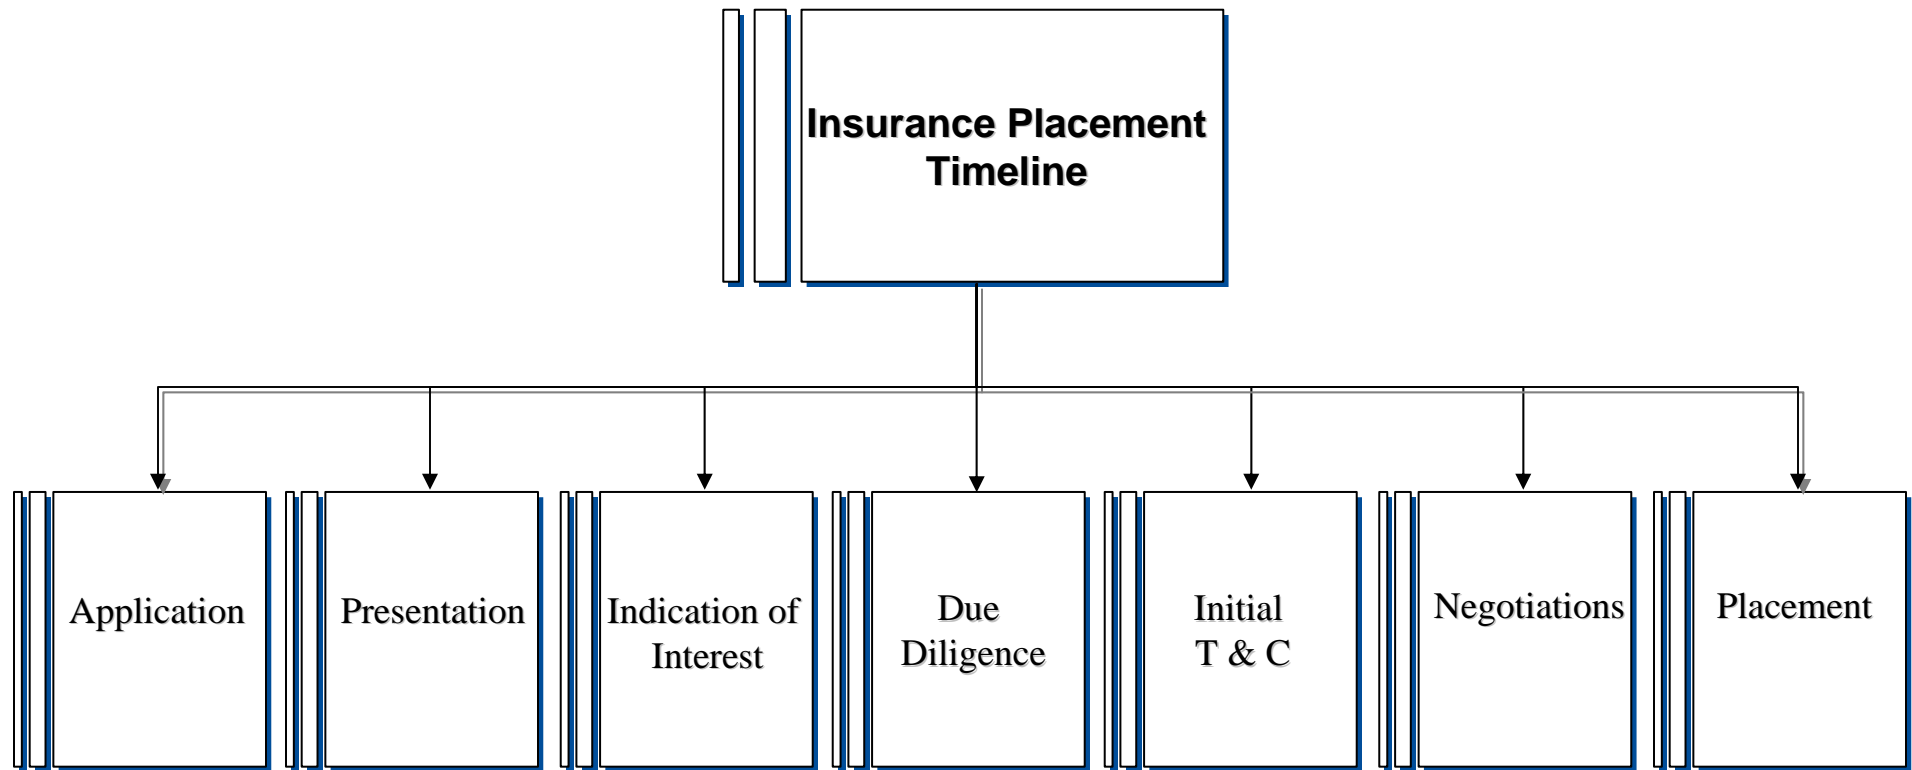 Insurance Placement
Timeline
Application
Presentation
Indication of
Interest
Due
Diligence
Initial
T & C
Negotiations
Placement